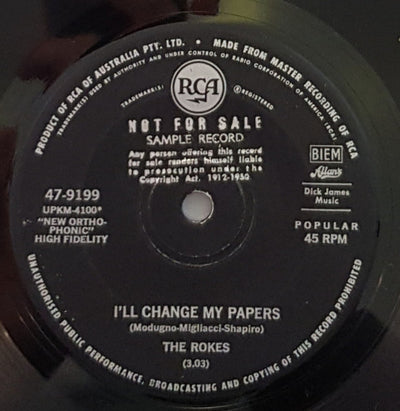 PRODUCT OF RCA OF AUSTRALIA PTY. LTD. • MADE FROM MASTER RECORDING OF RCA
TRADEMARK(S) USED BY AUTHORITY AND UNDER CONTROL OF RADIO CORPORATION OF AMERICA
RCA
TRADEMARK(S) ® REGISTERED
NOT FOR SALE
SAMPLE RECORD
Any person offering this record
for sale renders himself liable
to prosecution under the
Copyright Act. 1912-1950
BIEM
Allans
Dick James
Music
47-9199
UPKM-4100*
"NEW ORTHO-
PHONIC"
HIGH FIDELITY
POPULAR
45 RPM
I'LL CHANGE MY PAPERS
(Modugno-Migliacci-Shapiro)
THE ROKES
(3.03)
UNAUTHORISED PUBLIC PERFORMANCE, BROADCASTING AND COPYING OF THIS RECORD PROHIBITED